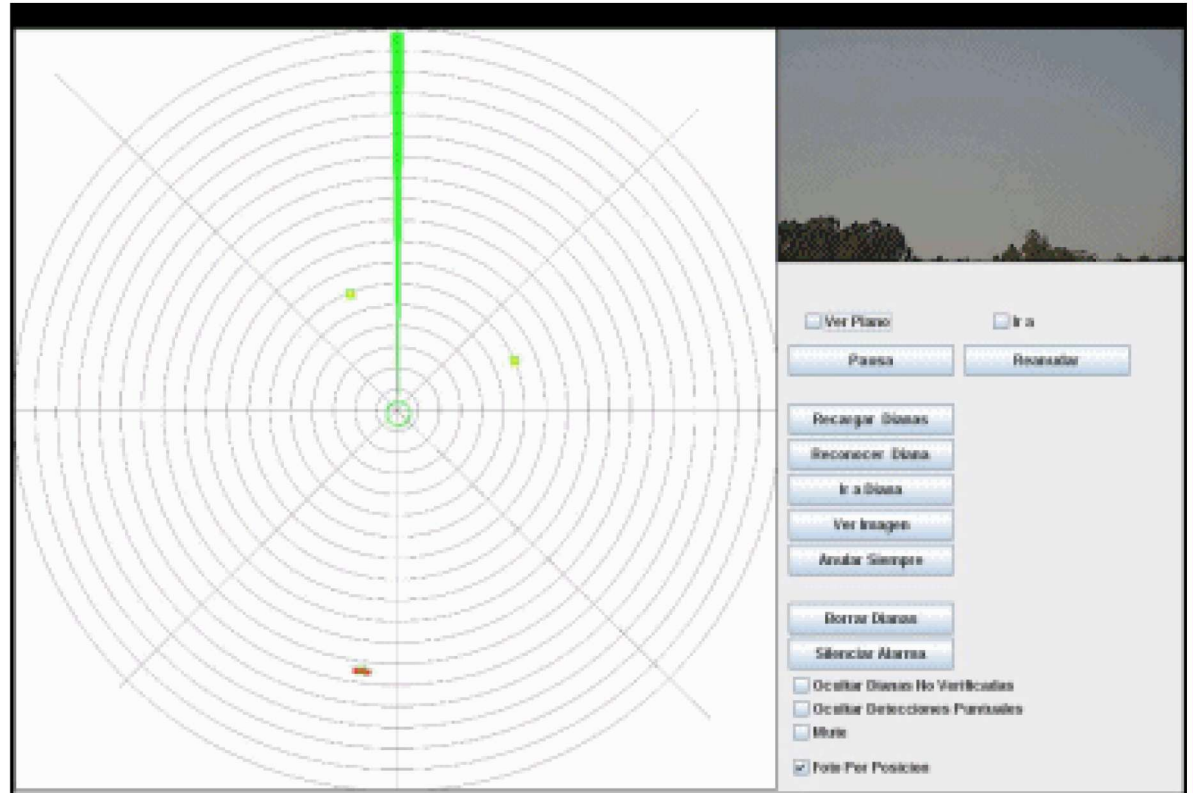 Ver Plano
Ir a
Pausa
Reanudar
Recargar Dianas
Reconocer Diana
Ir a Diana
Ver Imagen
Anular Siempre
Borrar Dianas
Silenciar Alarma
Ocultar Dianas No Verificadas
Ocultar Detecciones Puntuales
Mute
Foto Por Posicion